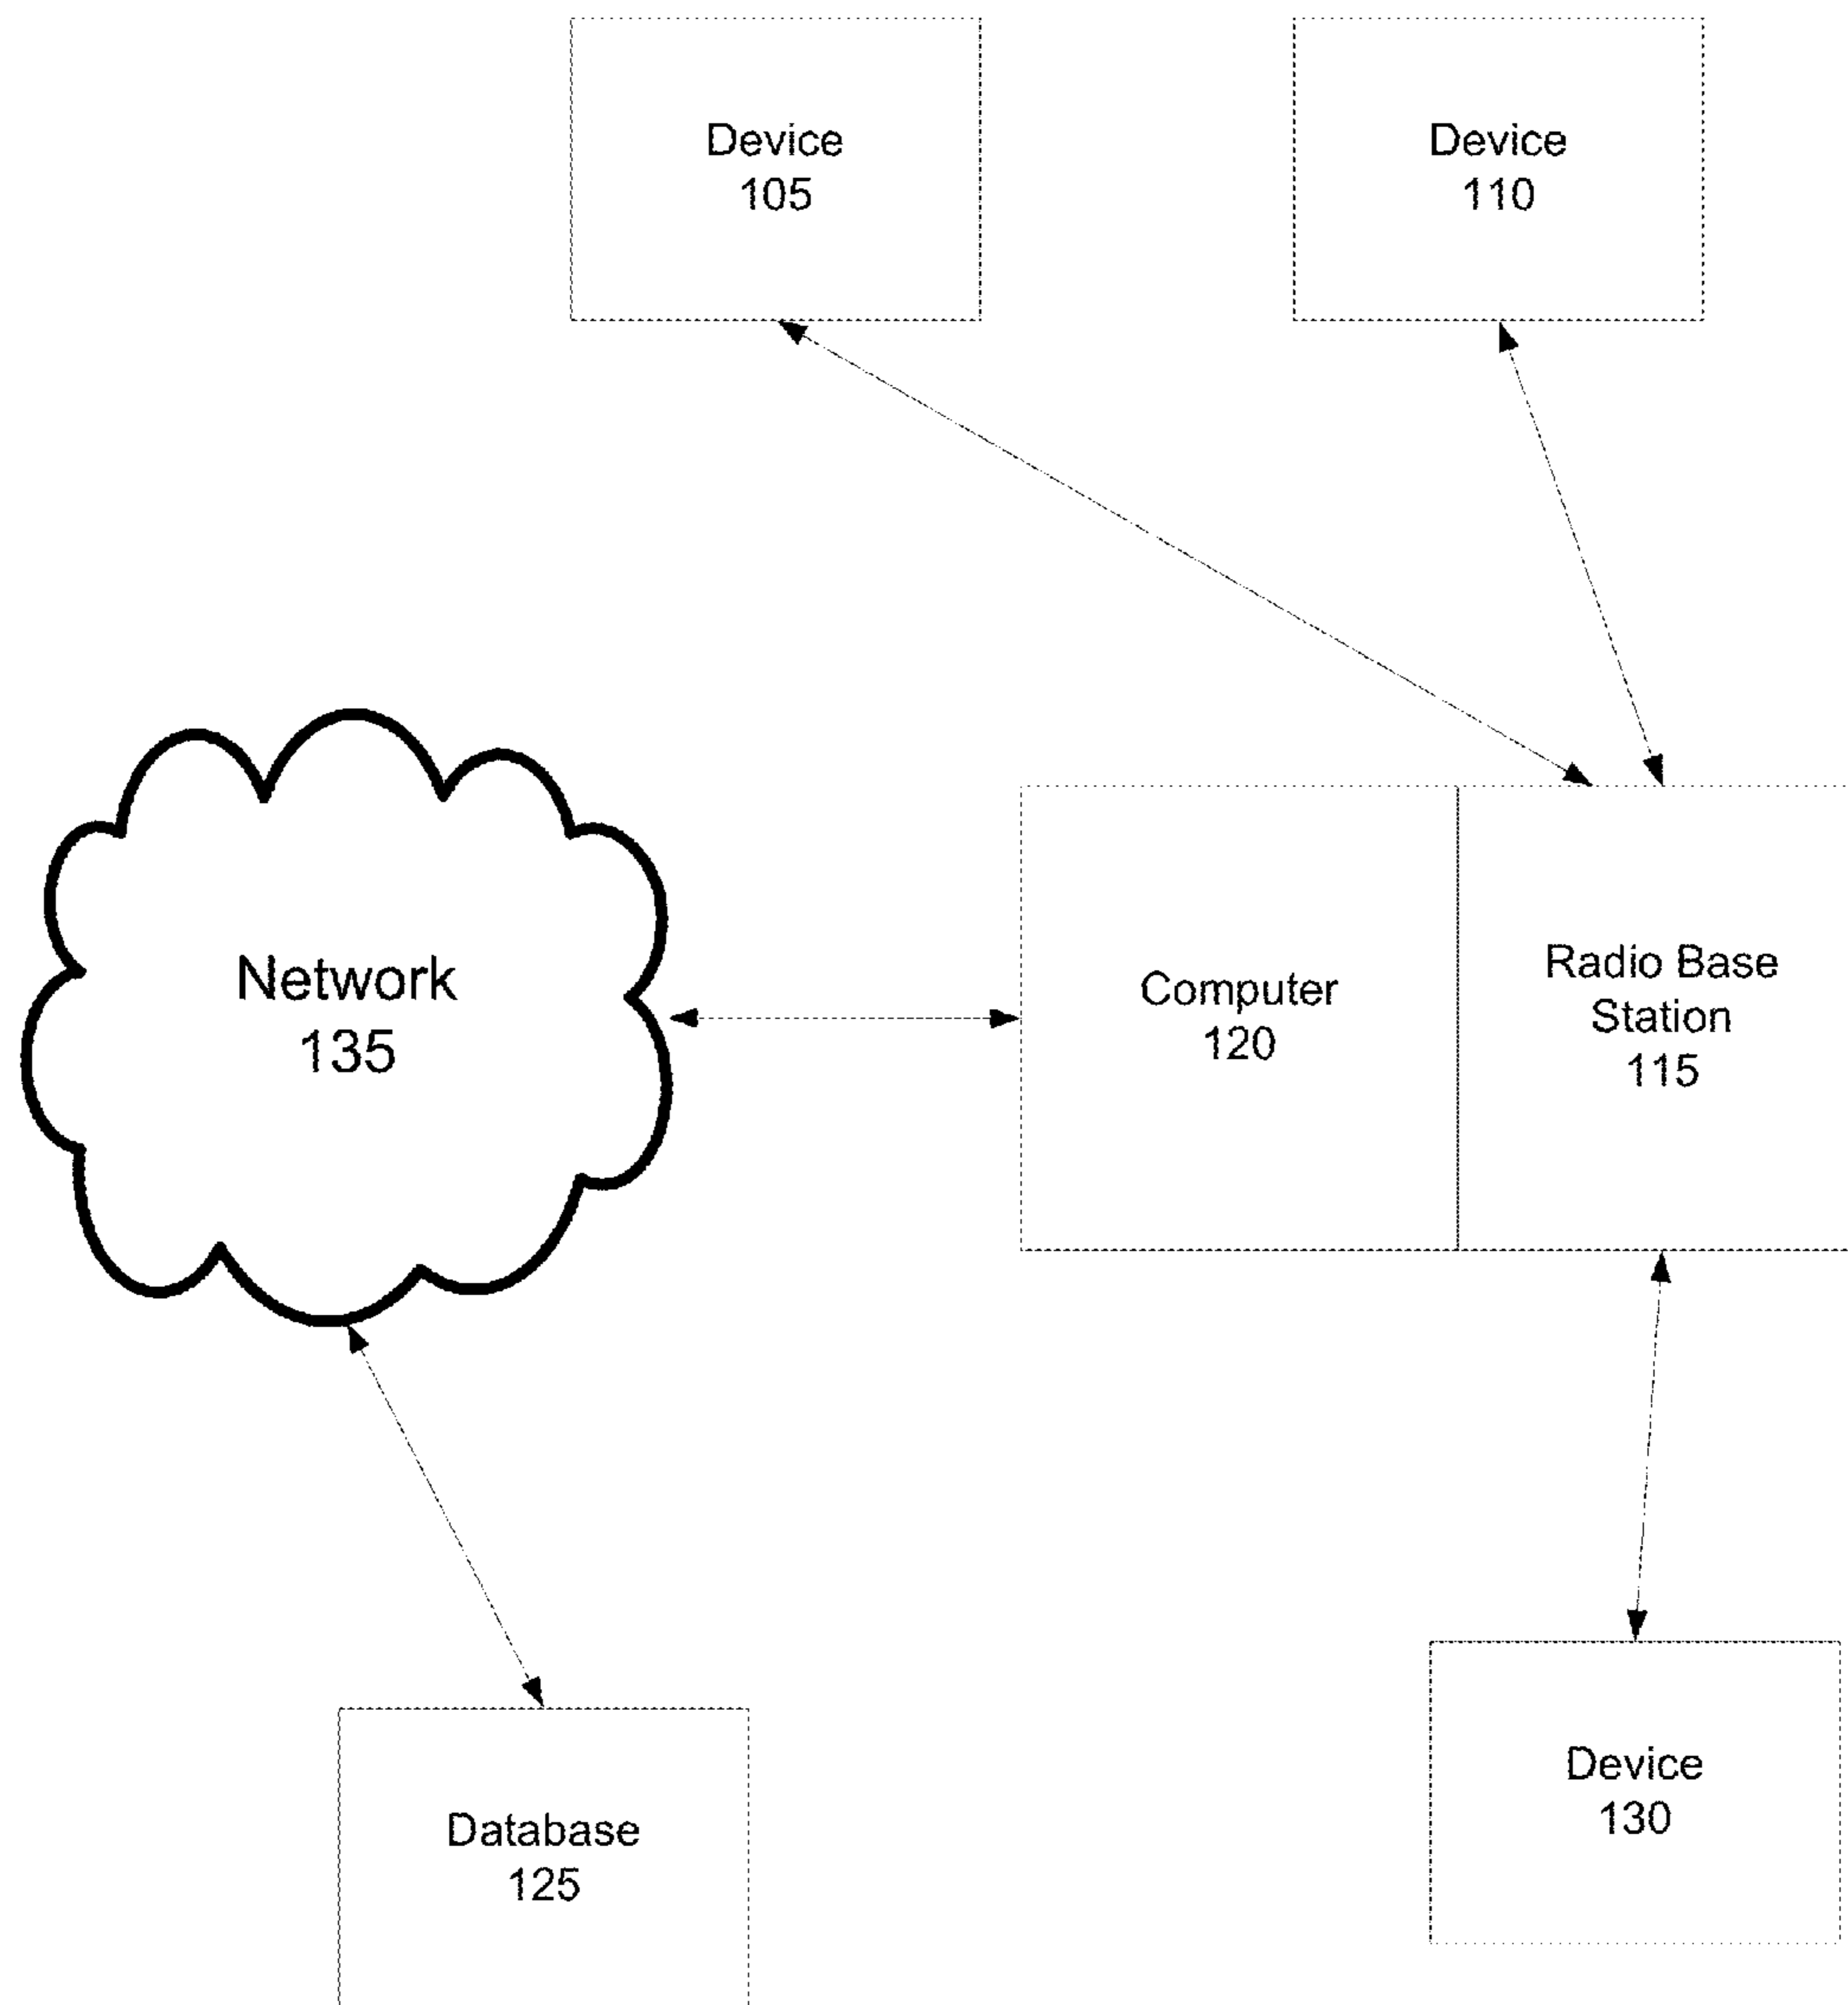 Device
105
Device
110
Network
135
Computer
120
Radio Base
Station
115
Database
125
Device
130